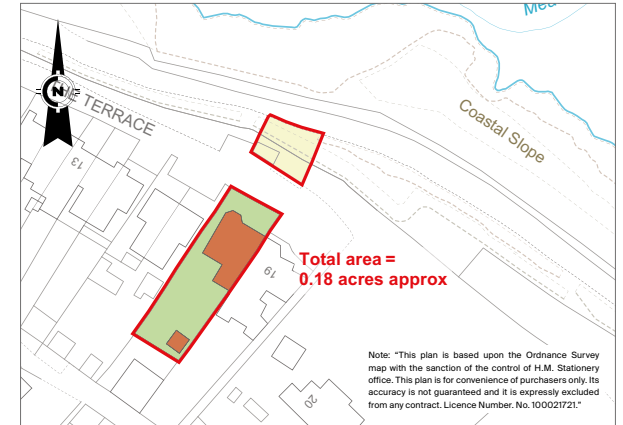 Coastal Slope
N
TERRACE
13
19
Total area =
0.18 acres approx
20
Note: "This plan is based upon the Ordnance Survey
map with the sanction of the control of H.M. Stationery
office. This plan is for convenience of purchasers only. Its
accuracy is not guaranteed and it is expressly excluded
from any contract. Licence Number. No. 100021721."